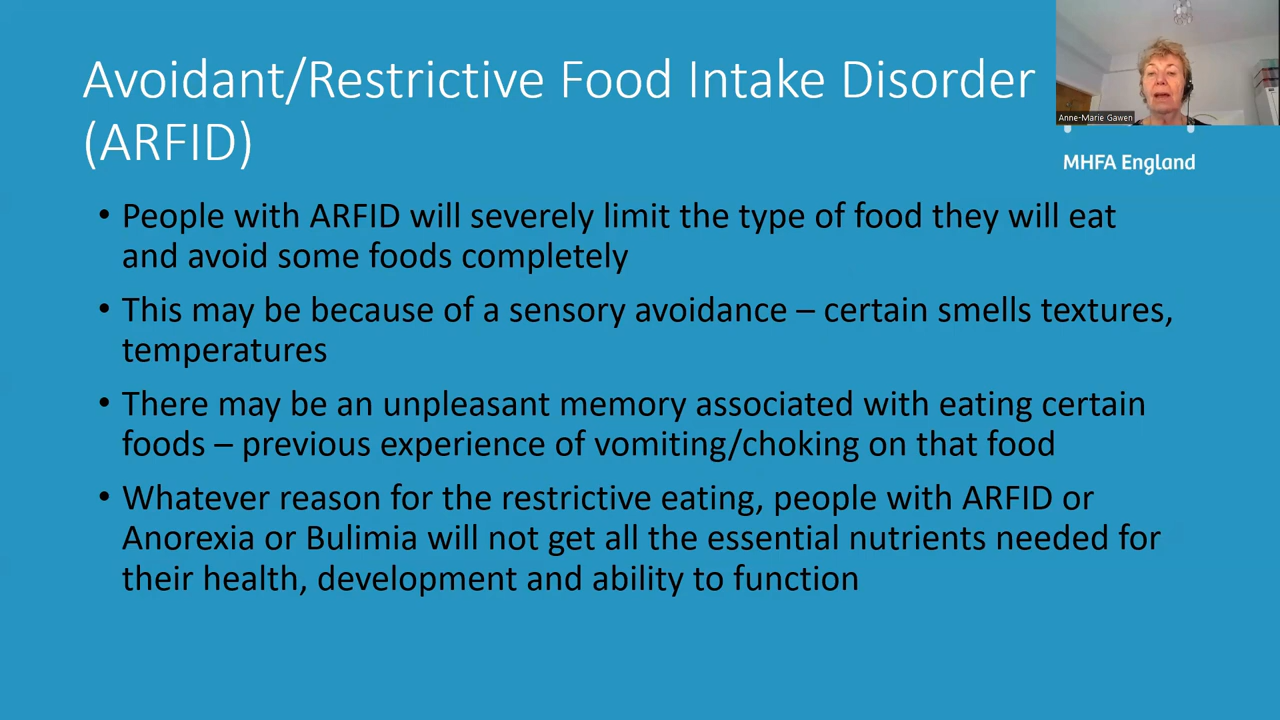 Avoidant/Restrictive Food Intake Disorder
(ARFID)
Anne-Marie Gawen
MHFA England
• People with ARFID will severely limit the type of food they will eat
and avoid some foods completely
• This may be because of a sensory avoidance – certain smells textures,
temperatures
• There may be an unpleasant memory associated with eating certain
foods – previous experience of vomiting/choking on that food
• Whatever reason for the restrictive eating, people with ARFID or
Anorexia or Bulimia will not get all the essential nutrients needed for
their health, development and ability to function